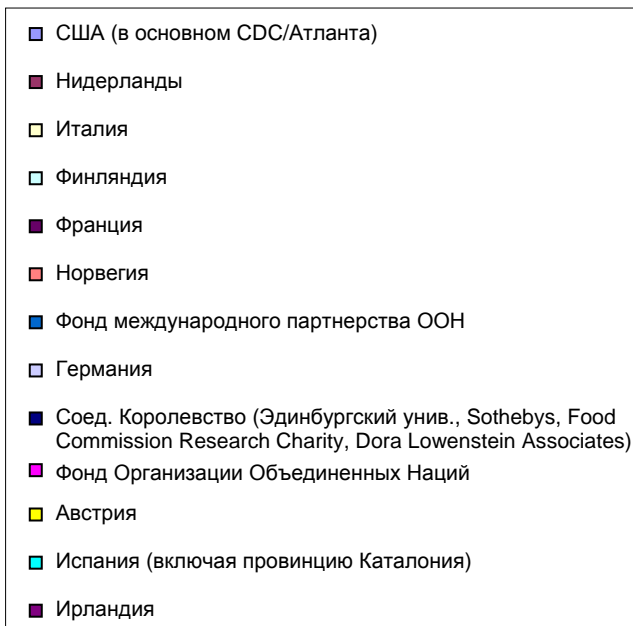 США (в основном CDC/Атланта)
Нидерланды
Италия
Финляндия
Франция
Норвегия
Фонд международного партнерства ООН
Германия
Соед. Королевство (Эдинбургский унив., Sothebys, Food
Commission Research Charity, Dora Lowenstein Associates)
Фонд Организации Объединенных Наций
Австрия
Испания (включая провинцию Каталония)
Ирландия